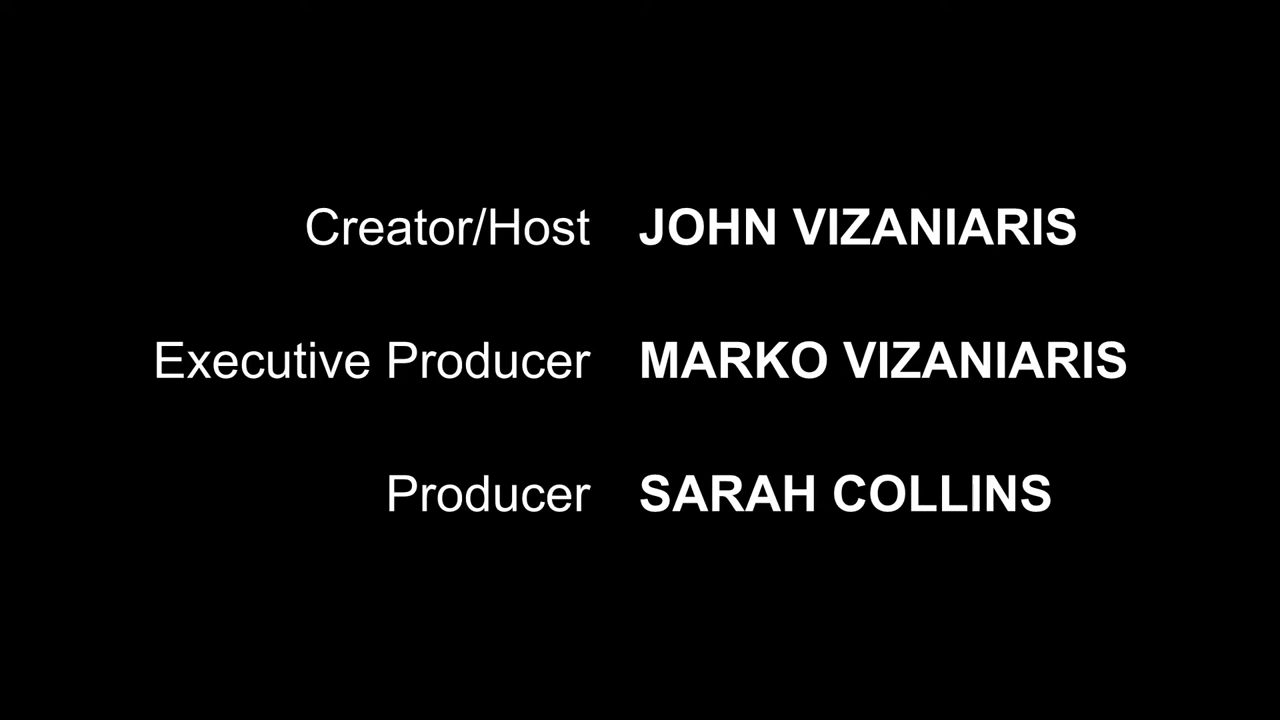 Creator/Host JOHN VIZANIARIS
Executive Producer MARKO VIZANIARIS
Producer SARAH COLLINS